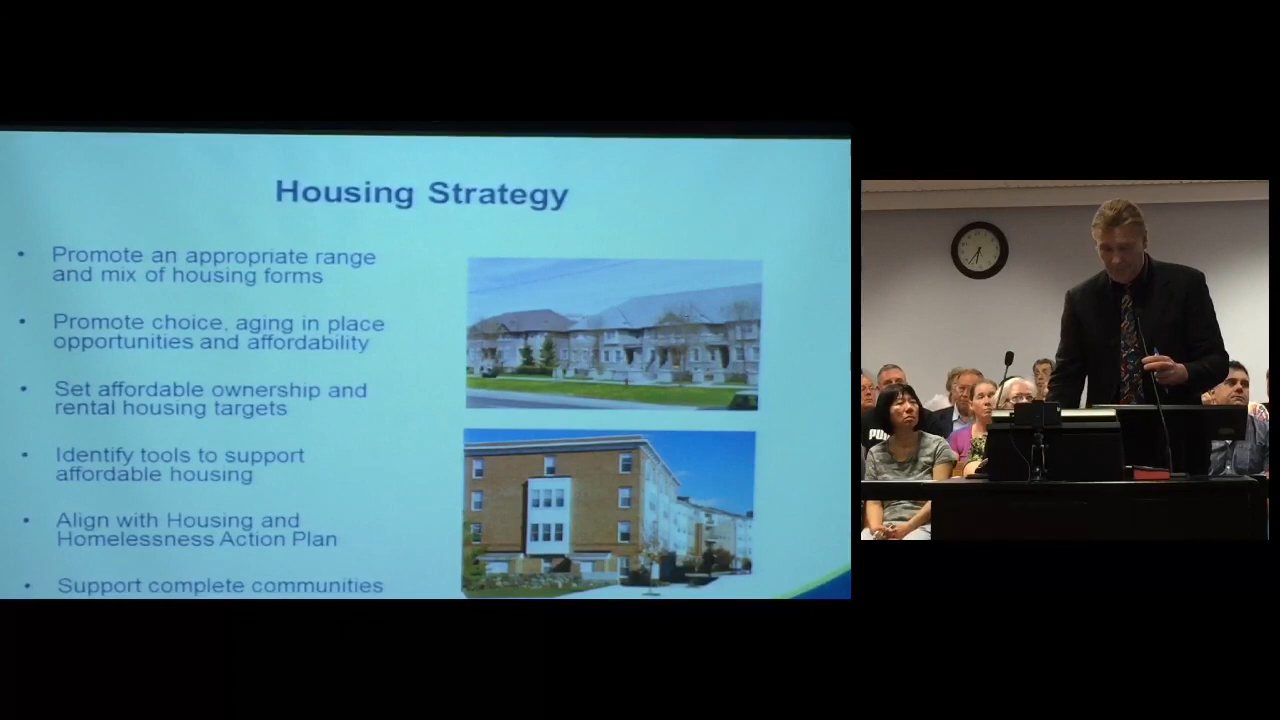 Housing Strategy
• Promote an appropriate range
and mix of housing forms
• Promote choice, aging in place
opportunities and affordability
• Set affordable ownership and
rental housing targets
• Identify tools to support
affordable housing
• Align with Housing and
Homelessness Action Plan
• Support complete communities